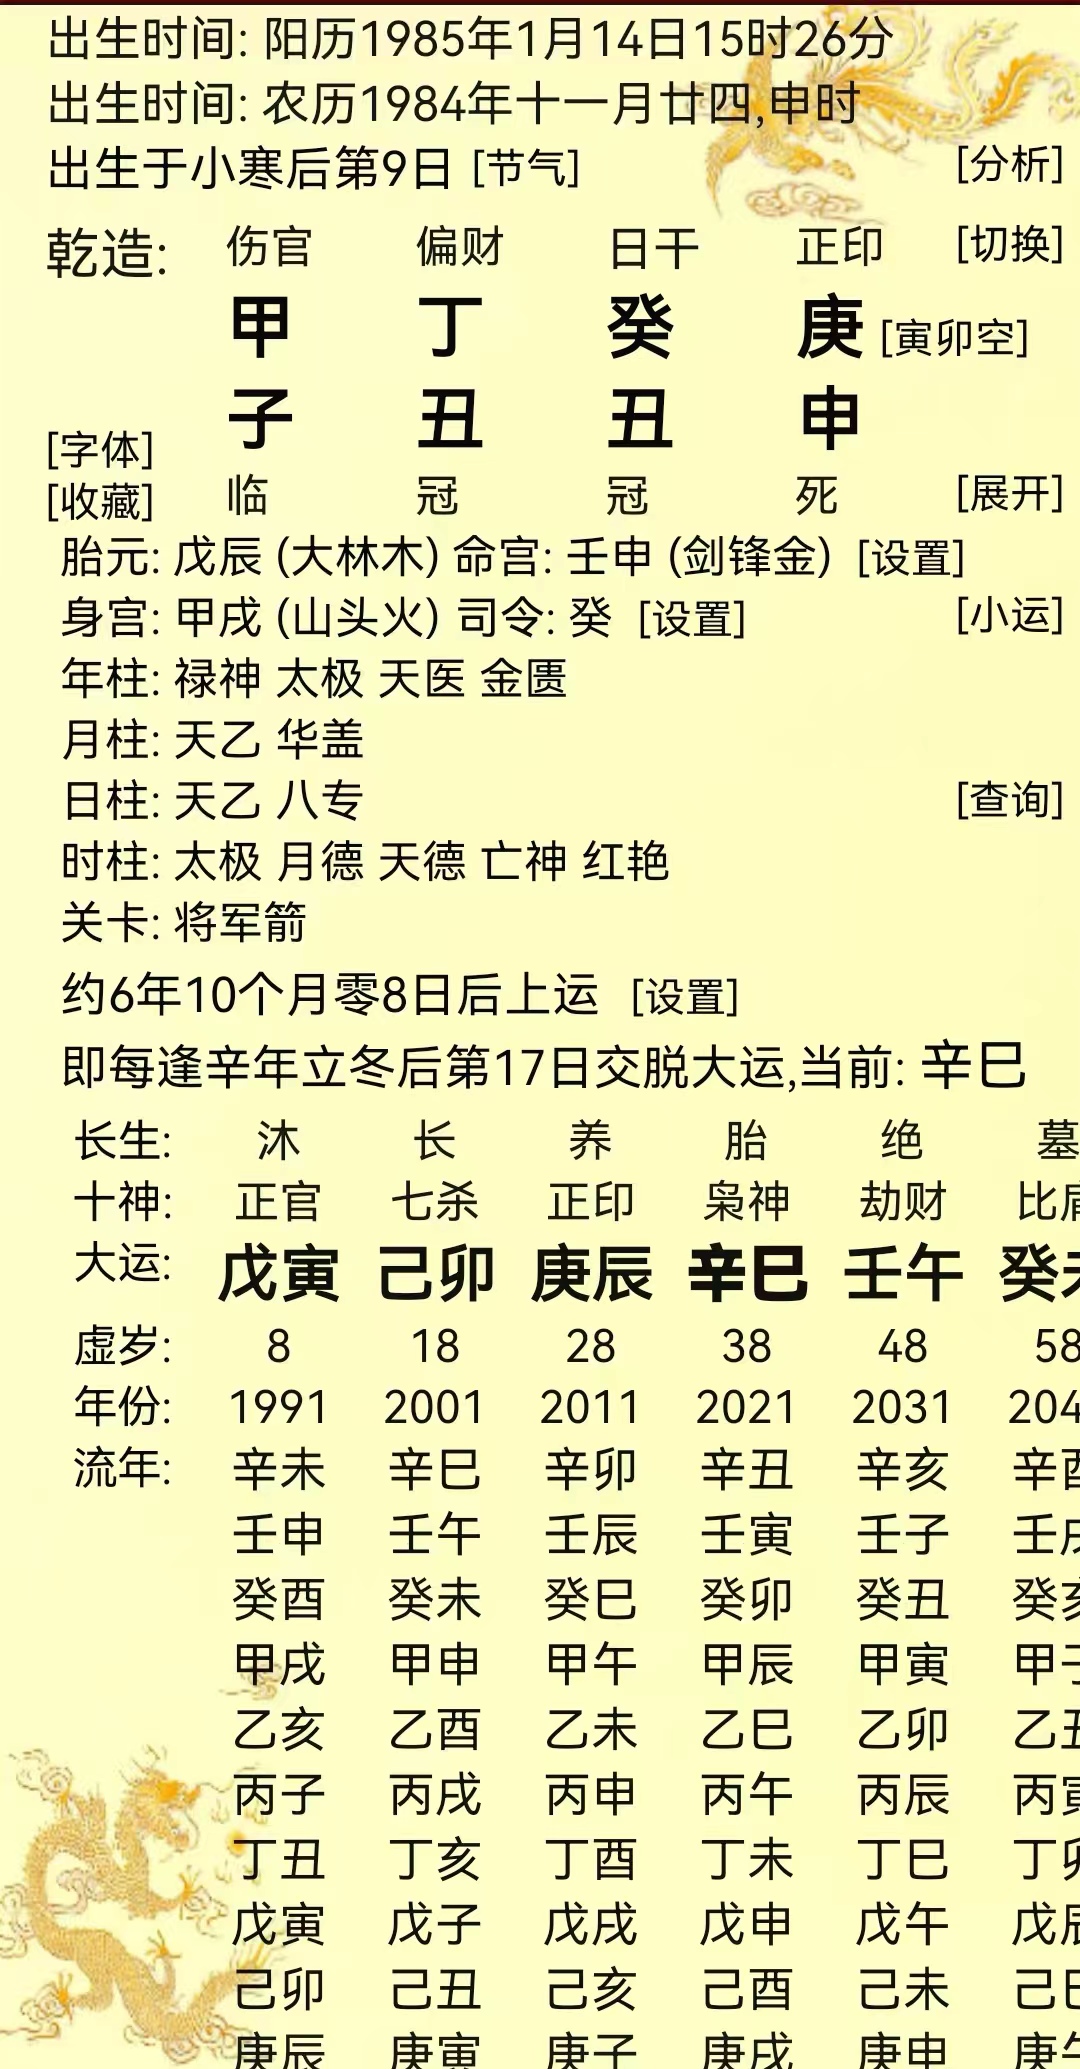 出生时间: 阳历1985年1月14日15时26分
出生时间: 农历1984年十一月廿四,申时
出生于小寒后第9日 [节气] [分析]
乾造: 伤官 偏财 日干 正印 [切换]
甲 丁 癸 庚 [寅卯空]
子 丑 丑 申
[字体]
[收藏] 临 冠 冠 死 [展开]
胎元: 戊辰 (大林木) 命宫: 壬申 (剑锋金) [设置]
身宫: 甲戌 (山头火) 司令: 癸 [设置] [小运]
年柱: 禄神 太极 天医 金匮
月柱: 天乙 华盖
日柱: 天乙 八专 [查询]
时柱: 太极 月德 天德 亡神 红艳
关卡: 将军箭
约6年10个月零8日后上运 [设置]
即每逢辛年立冬后第17日交脱大运,当前: 辛巳
长生: 沐 长 养 胎 绝 墓
十神: 正官 七杀 正印 枭神 劫财 比
大运: 戊寅 己卯 庚辰 辛巳 壬午 癸
虚岁: 8 18 28 38 48 58
年份: 1991 2001 2011 2021 2031 204
流年: 辛未 辛巳 辛卯 辛丑 辛亥 辛
壬申 壬午 壬辰 壬寅 壬子 壬
癸酉 癸未 癸巳 癸卯 癸丑 癸
甲戌 甲申 甲午 甲辰 甲寅 甲
乙亥 乙酉 乙未 乙巳 乙卯 乙
丙子 丙戌 丙申 丙午 丙辰 丙
丁丑 丁亥 丁酉 丁未 丁巳 丁
戊寅 戊子 戊戌 戊申 戊午 戊
己卯 己丑 己亥 己酉 己未 己
庚辰 庚寅 庚子 庚戌 庚申 庚